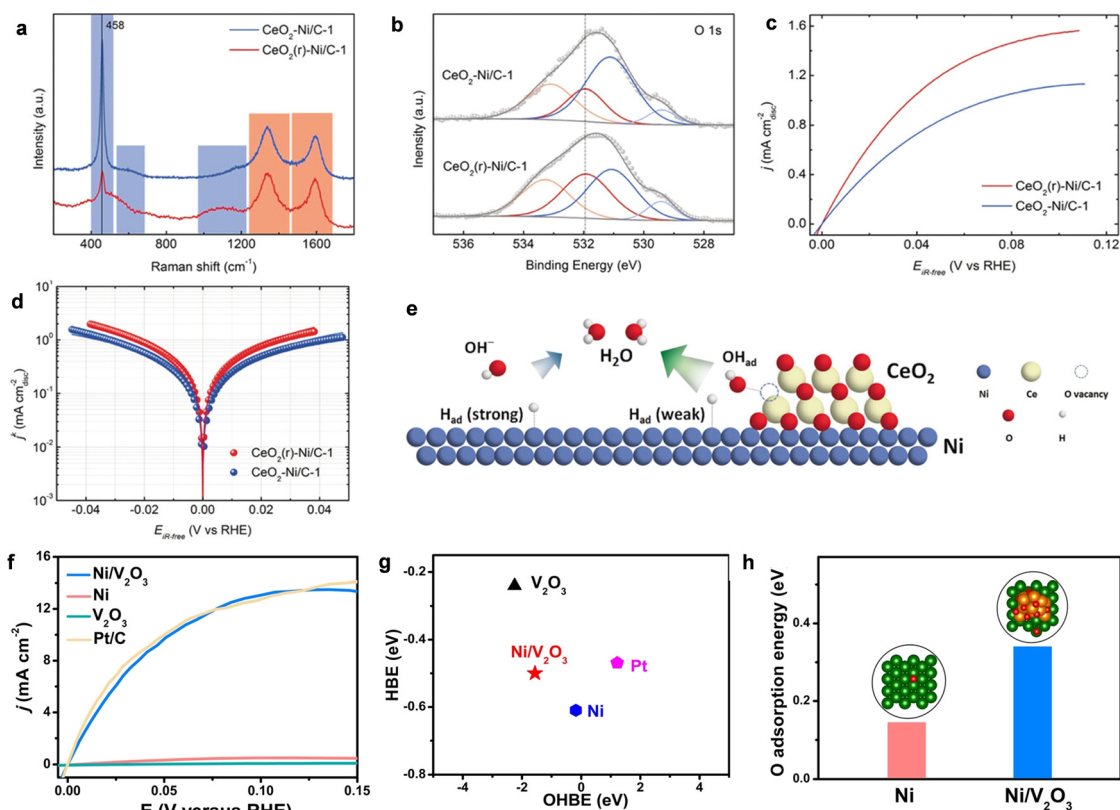 a
458
CeO₂-Ni/C-1
CeO₂(r)-Ni/C-1
Intensity (a.u.)
400 800 1200 1600
Raman shift (cm⁻¹)
b
O 1s
CeO₂-Ni/C-1
CeO₂(r)-Ni/C-1
Inensity (a.u.)
536 534 532 530 528
Binding Energy (eV)
c
1.6
1.2
0.8
0.4
0.0
j (mA cm⁻²disc)
CeO₂(r)-Ni/C-1
CeO₂-Ni/C-1
0.00 0.04 0.08 0.12
E_iR-free (V vs RHE)
d
10¹
10⁰
10⁻¹
10⁻²
10⁻³
jᵏ (mA cm⁻²disc)
CeO₂(r)-Ni/C-1
CeO₂-Ni/C-1
-0.04 -0.02 0.00 0.02 0.04
E_iR-free (V vs RHE)
e
OH⁻
H₂O
OHad
CeO₂
Had (strong)
Had (weak)
Ni
Ni Ce O vacancy
O H
f
16
12
8
4
0
j (mA cm⁻²)
Ni/V₂O₃
Ni
V₂O₃
Pt/C
0.00 0.05 0.10 0.15
E (V versus RHE)
g
-0.2
-0.4
-0.6
-0.8
HBE (eV)
V₂O₃
Ni/V₂O₃
Pt
Ni
-4 -2 0 2 4
OHBE (eV)
h
0.4
0.2
0.0
O adsorption energy (eV)
Ni Ni/V₂O₃